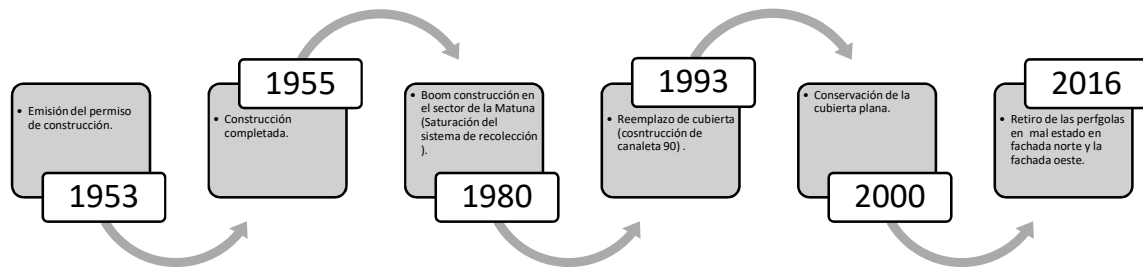 • Emisión del permiso
de construcción.
1953
1955
• Construcción
completada.
• Boom construcción en
el sector de la Matuna
(Saturación del
sistema de recolección
).
1980
1993
• Reemplazo de cubierta
(cosntrucción de
canaleta 90) .
• Conservación de la
cubierta plana.
2000
2016
• Retiro de las perfgolas
en mal estado en
fachada norte y la
fachada oeste.